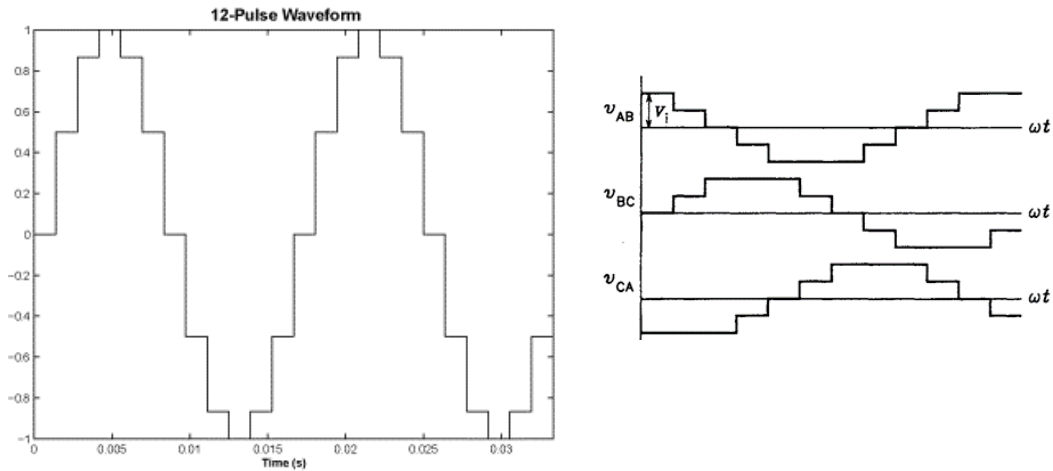 12-Pulse Waveform
1
0.8
0.6
0.4
0.2
0
−0.2
−0.4
−0.6
−0.8
−1
0
0.005
0.01
0.015
0.02
0.025
0.03
Time (s)
v_AB
V_i
ωt
v_BC
ωt
v_CA
ωt